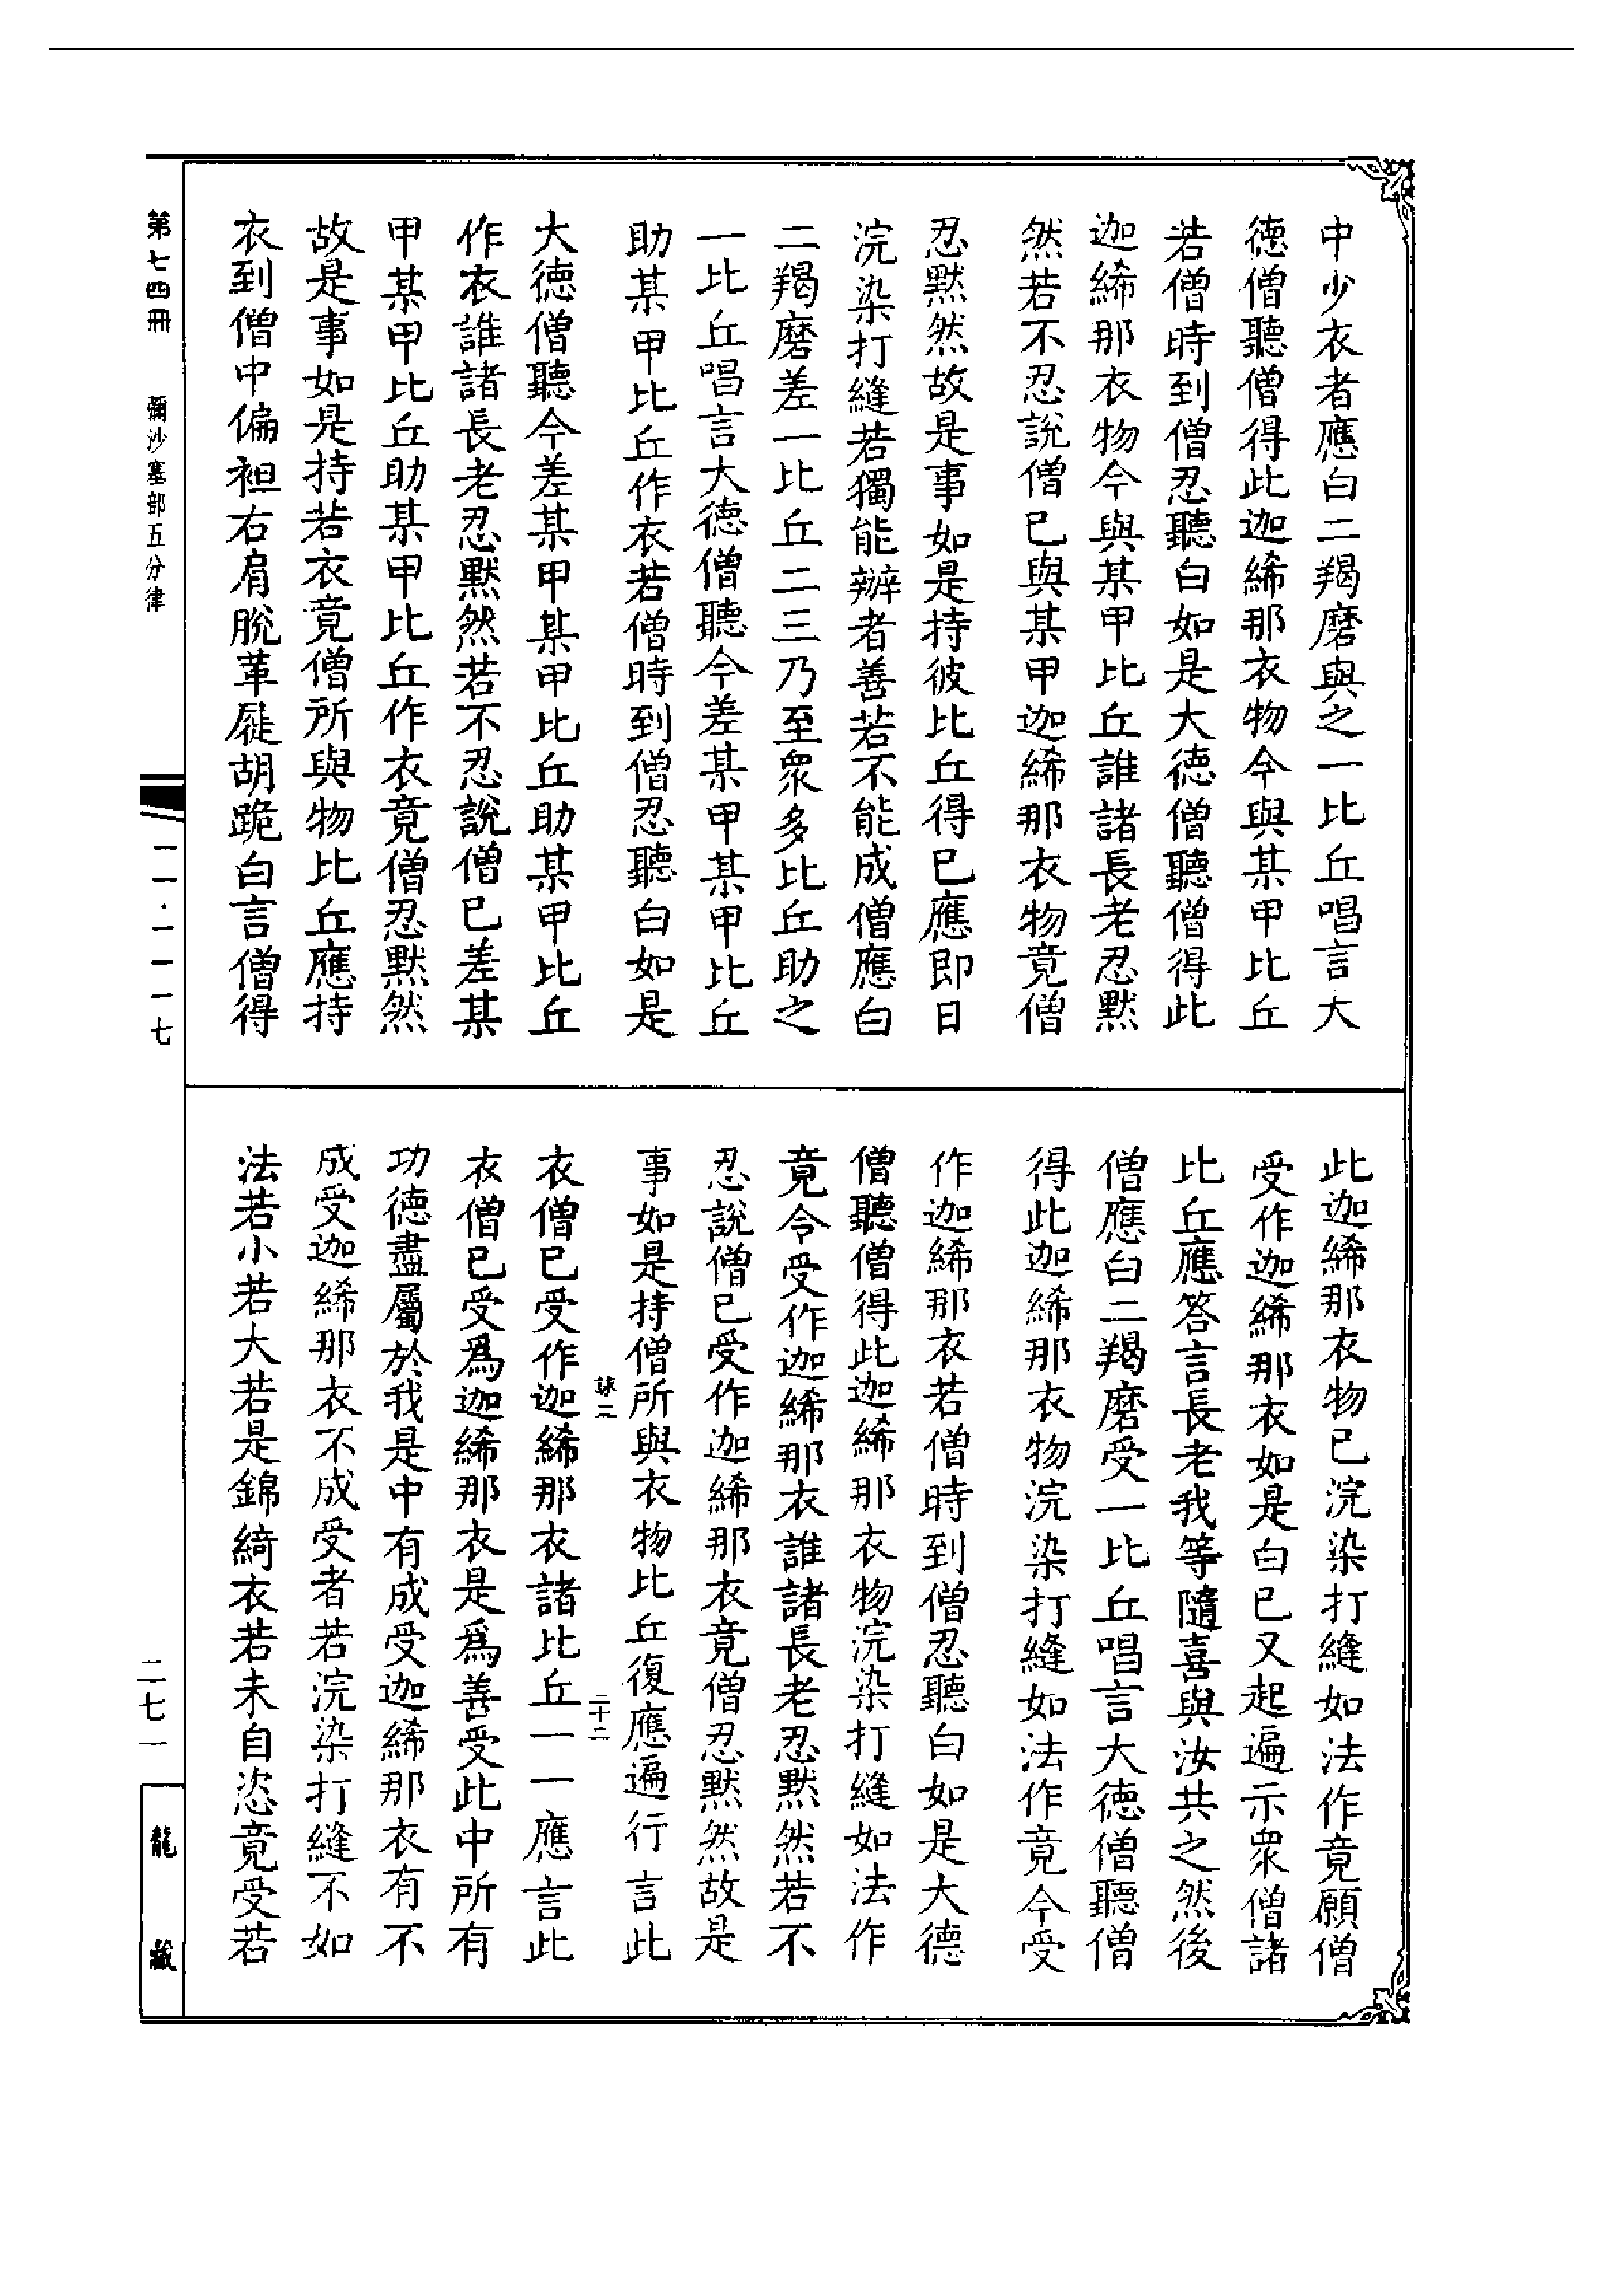 中少衣者應白二羯磨與之一比丘唱言大
德僧聽僧得此迦絺那衣物今與某甲比丘
若僧時到僧忍聽白如是大德僧聽僧得此
迦絺那衣物今與某甲比丘誰諸長老忍默
然若不忍說僧已與某甲迦絺那衣物竟僧
忍默然故是事如是持彼比丘得已應即日
浣染打縫若獨能辦者善若不能成僧應白
二羯磨差一比丘二三乃至眾多比丘助之
一比丘唱言大德僧聽今差某甲某甲比丘
助某甲比丘作衣若僧時到僧忍聽白如是
大德僧聽今差某甲某甲比丘助某甲比丘
作衣誰諸長老忍默然若不忍說僧已差某
甲某甲比丘助某甲比丘作衣竟僧忍默然
故是事如是持若衣竟僧所與物比丘應持
衣到僧中偏袒右肩脫革屣胡跪白言僧得
此迦絺那衣物已浣染打縫如法作竟願僧
受作迦絺那衣如是白已又起遍示眾僧諸
比丘應答言長老我等隨喜與汝共之然後
僧應白二羯磨受一比丘唱言大德僧聽僧
得此迦絺那衣物浣染打縫如法作竟今受
作迦絺那衣若僧時到僧忍聽白如是大德
僧聽僧得此迦絺那衣物浣染打縫如法作
竟今受作迦絺那衣誰諸長老忍默然若不
忍說僧已受作迦絺那衣竟僧忍默然故是
事如是持僧所與衣物比丘復應遍行言此
詠二 二十二
衣僧已受作迦絺那衣諸比丘一一應言此
衣僧已受爲迦絺那衣是爲善受此中所有
功德盡屬於我是中有成受迦絺那衣有不
成受迦絺那衣不成受者若浣染打縫不如
法若小若大若是錦綺衣若未自恣竟受若
第七四冊 彌沙塞部五分律
一一·一一一七
二七一
龍藏